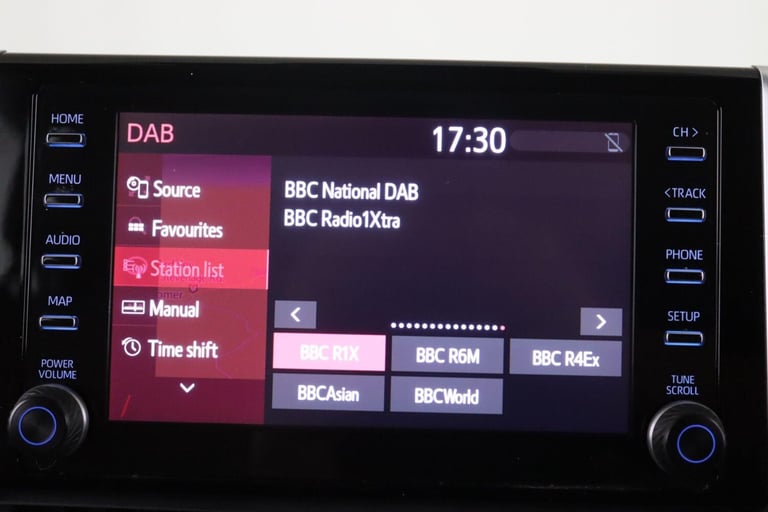 HOME
MENU
AUDIO
MAP
POWER
VOLUME
DAB
17:30
Source
Favourites
Station list
Manual
Time shift
BBC National DAB
BBC Radio1Xtra
BBC R1X
BBC R6M
BBC R4Ex
BBCAsian
BBCWorld
CH >
< TRACK
PHONE
SETUP
TUNE
SCROLL